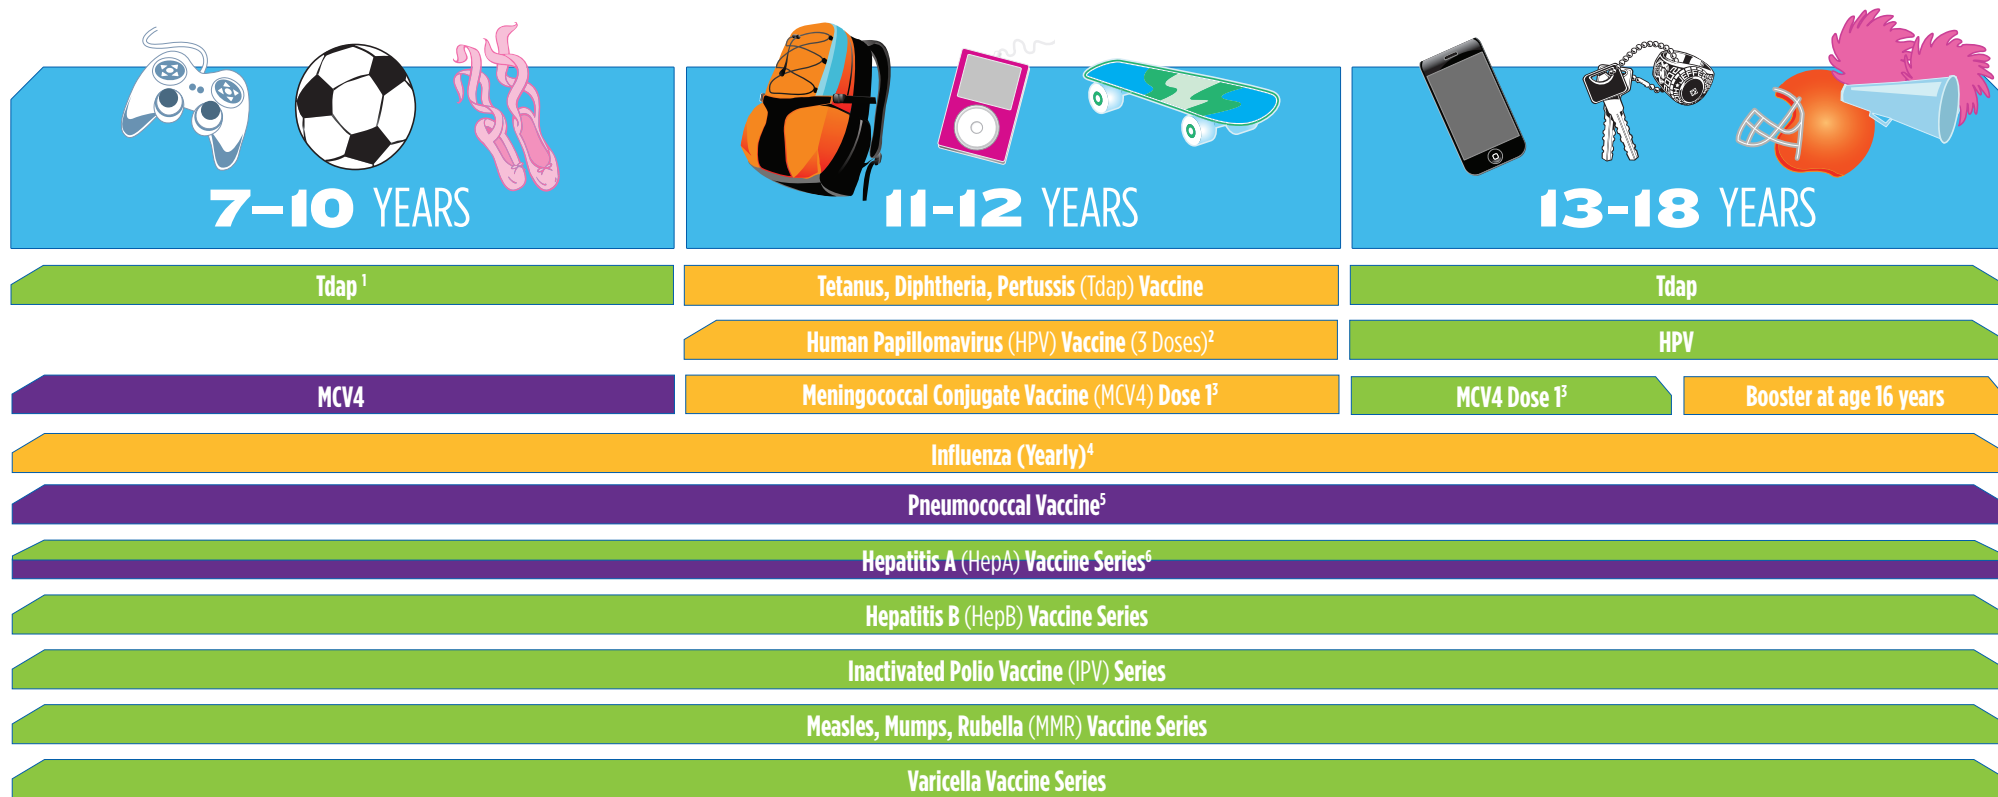 7–10 YEARS
11-12 YEARS
13-18 YEARS
Tdap 1
Tetanus, Diphtheria, Pertussis (Tdap) Vaccine
Tdap
Human Papillomavirus (HPV) Vaccine (3 Doses)2
HPV
MCV4
Meningococcal Conjugate Vaccine (MCV4) Dose 13
MCV4 Dose 13
Booster at age 16 years
Influenza (Yearly)4
Pneumococcal Vaccine5
Hepatitis A (HepA) Vaccine Series6
Hepatitis B (HepB) Vaccine Series
Inactivated Polio Vaccine (IPV) Series
Measles, Mumps, Rubella (MMR) Vaccine Series
Varicella Vaccine Series